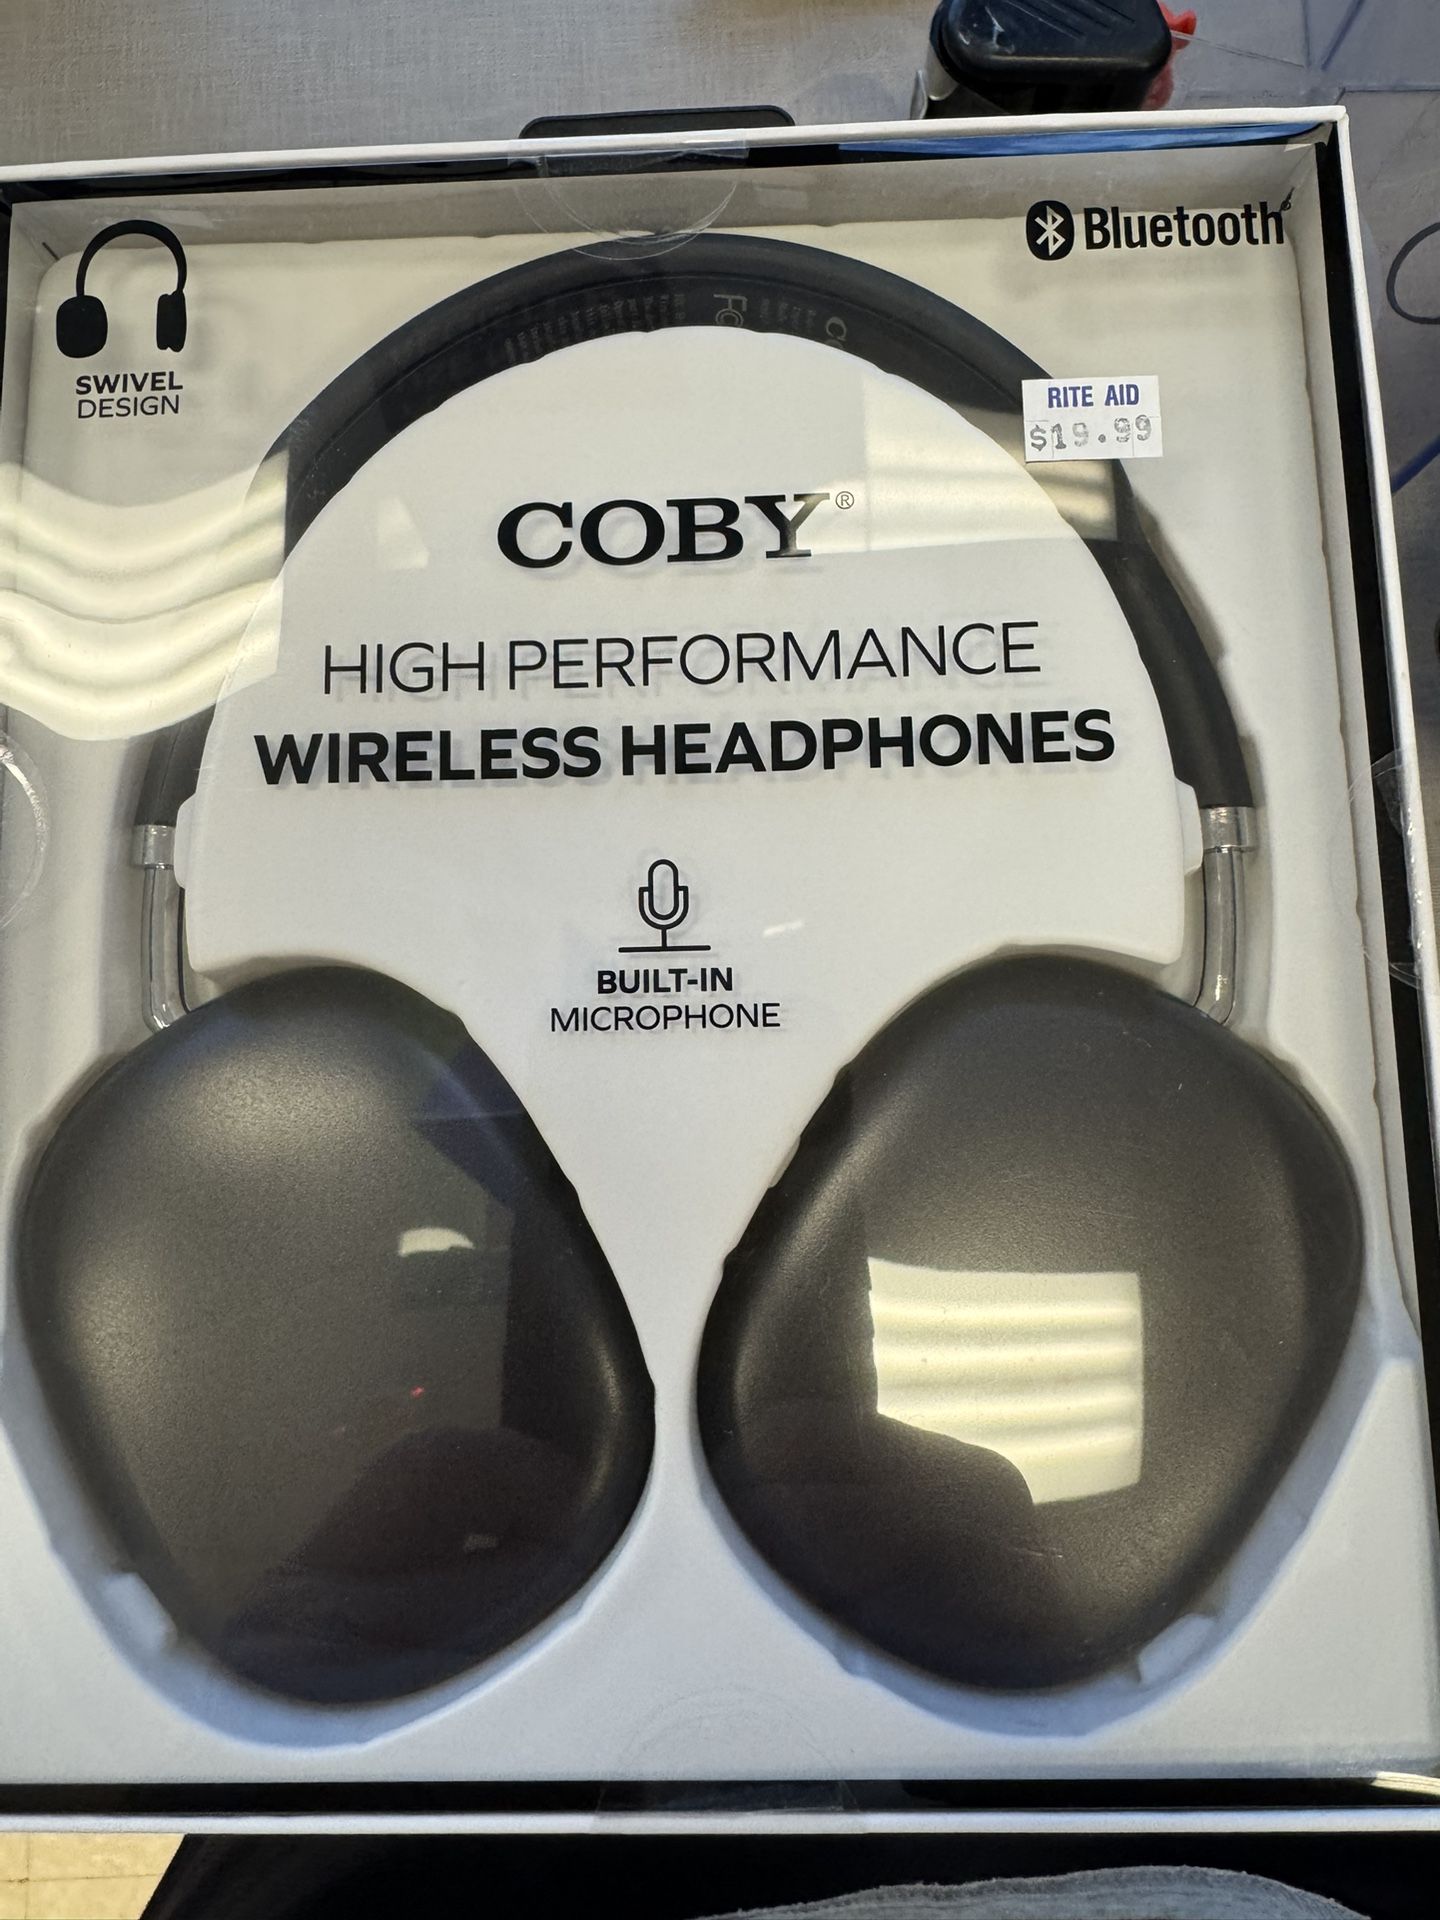 Bluetooth®
SWIVEL
DESIGN
RITE AID
$19.99
COBY®
HIGH PERFORMANCE
WIRELESS HEADPHONES
BUILT-IN
MICROPHONE